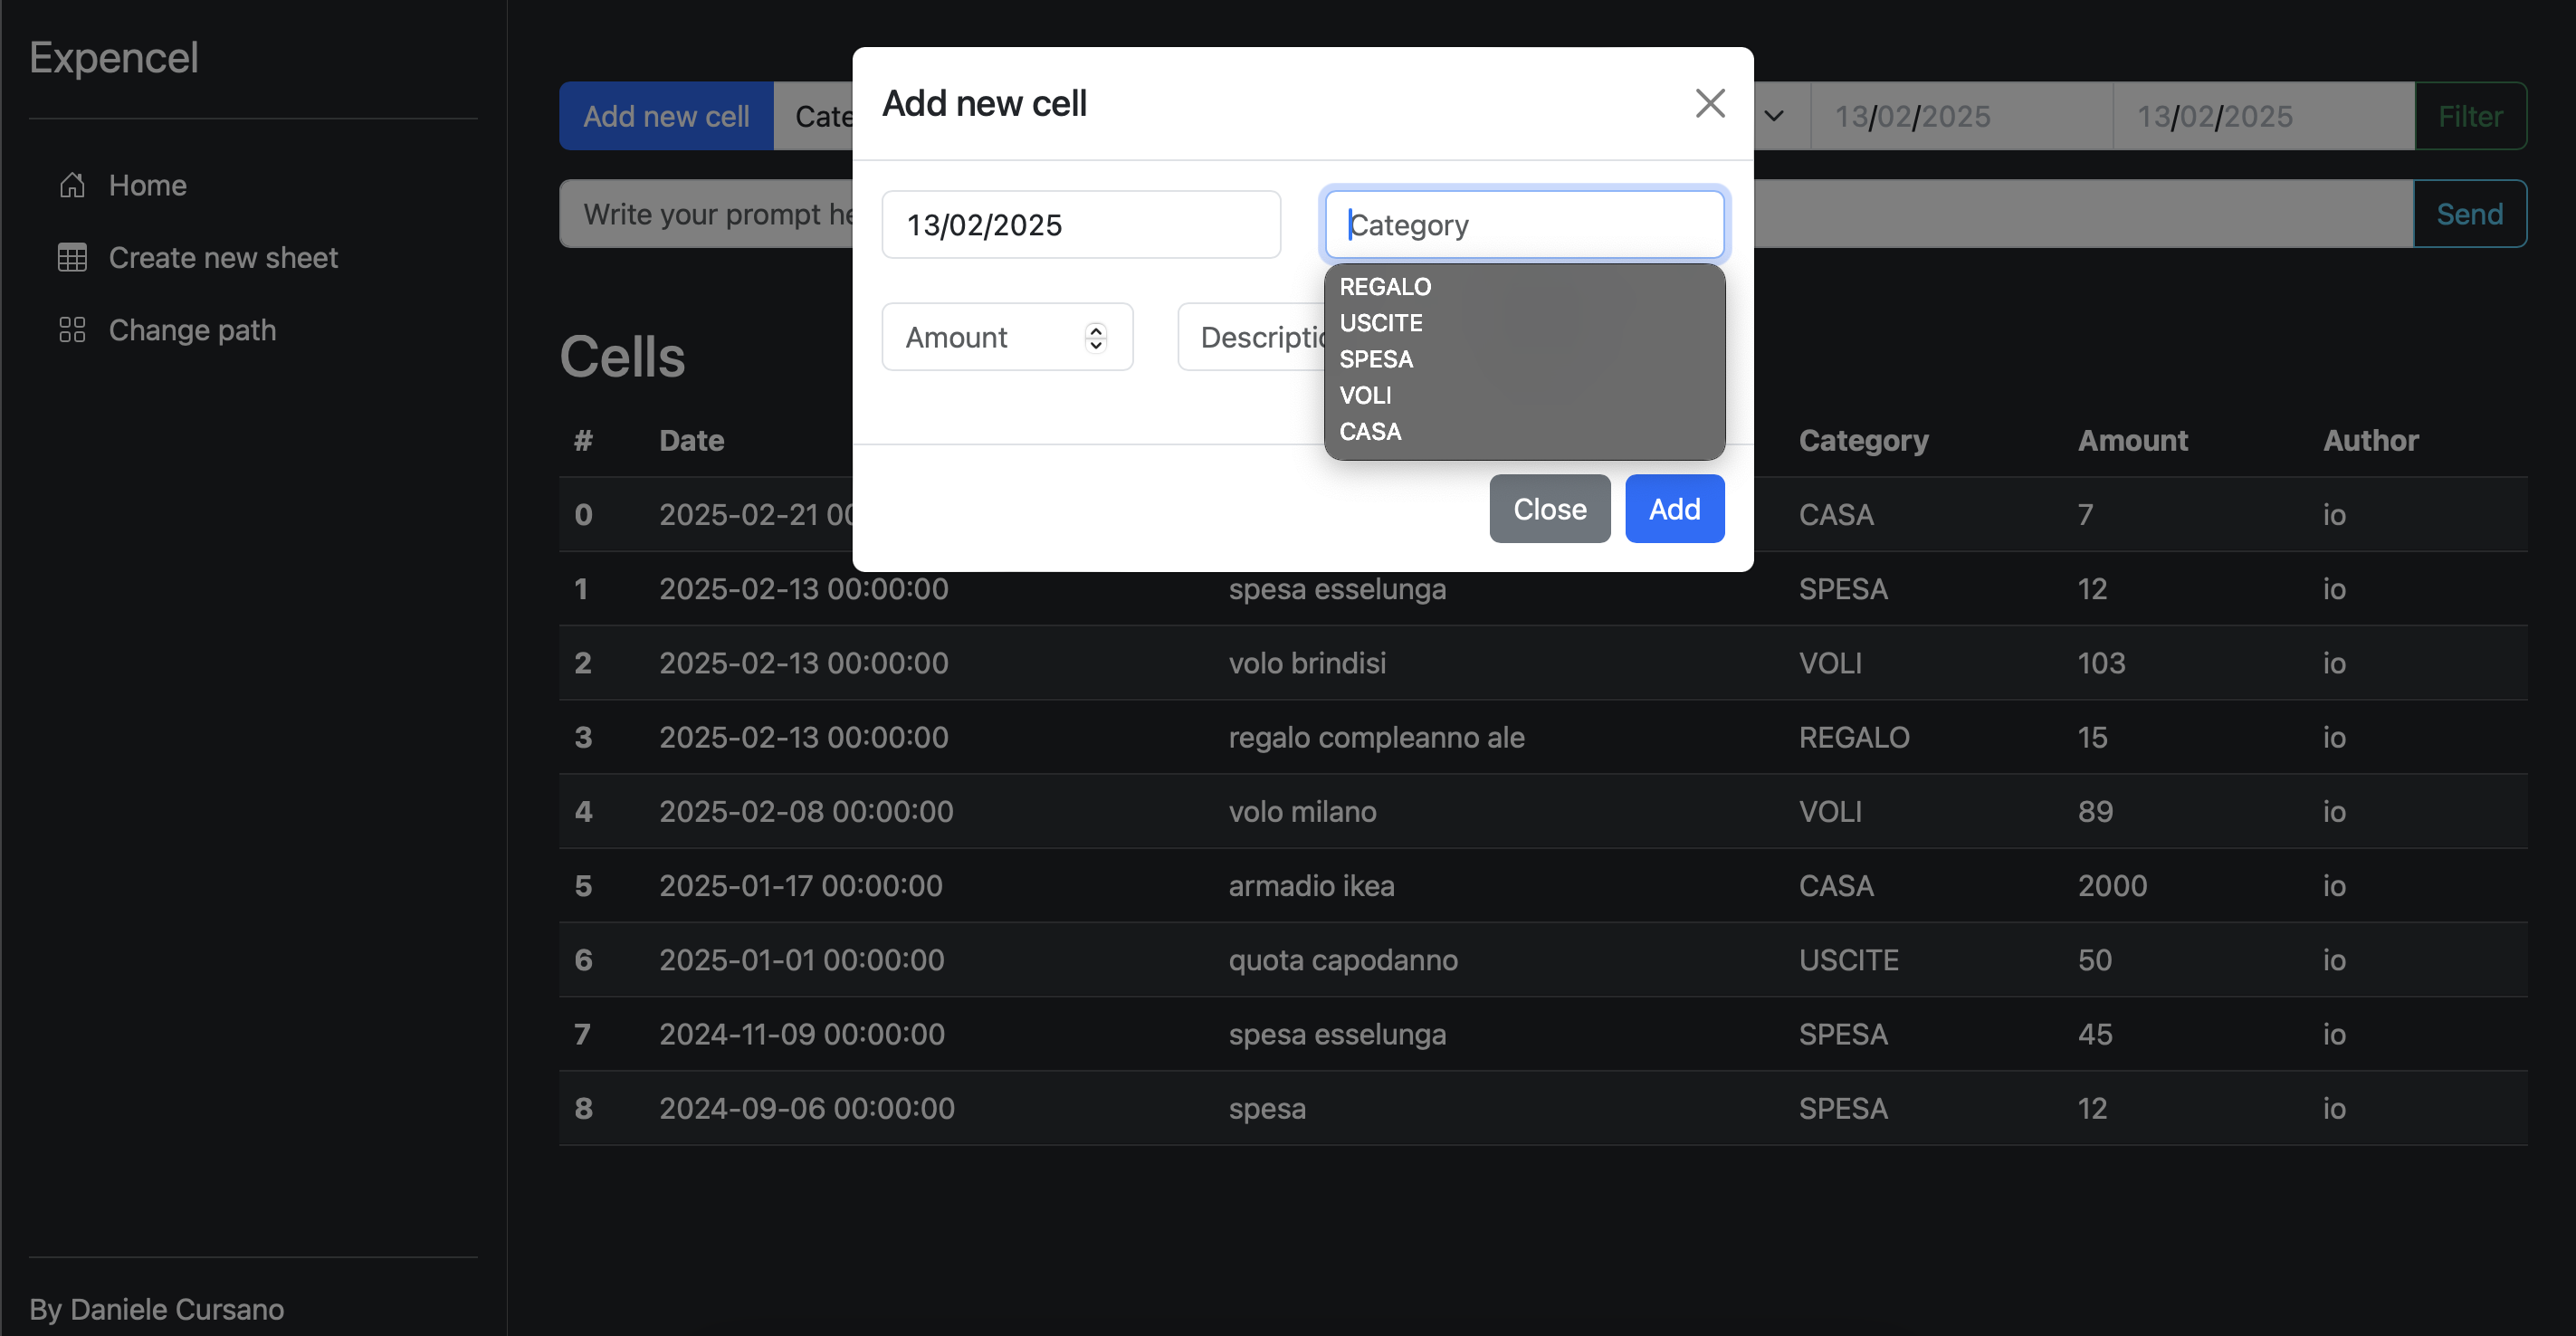 Expencel
Home
Create new sheet
Change path
By Daniele Cursano
Add new cell
13/02/2025 13/02/2025 Filter
Write your prompt Send
Add new cell
13/02/2025 Category
Amount
REGALO
USCITE
SPESA
VOLI
CASA
Close Add
Cells
# Date Category Amount Author
0 2025-02-21 CASA 7 io
1 2025-02-13 00:00:00 spesa esselunga SPESA 12 io
2 2025-02-13 00:00:00 volo brindisi VOLI 103 io
3 2025-02-13 00:00:00 regalo compleanno ale REGALO 15 io
4 2025-02-08 00:00:00 volo milano VOLI 89 io
5 2025-01-17 00:00:00 armadio ikea CASA 2000 io
6 2025-01-01 00:00:00 quota capodanno USCITE 50 io
7 2024-11-09 00:00:00 spesa esselunga SPESA 45 io
8 2024-09-06 00:00:00 spesa SPESA 12 io